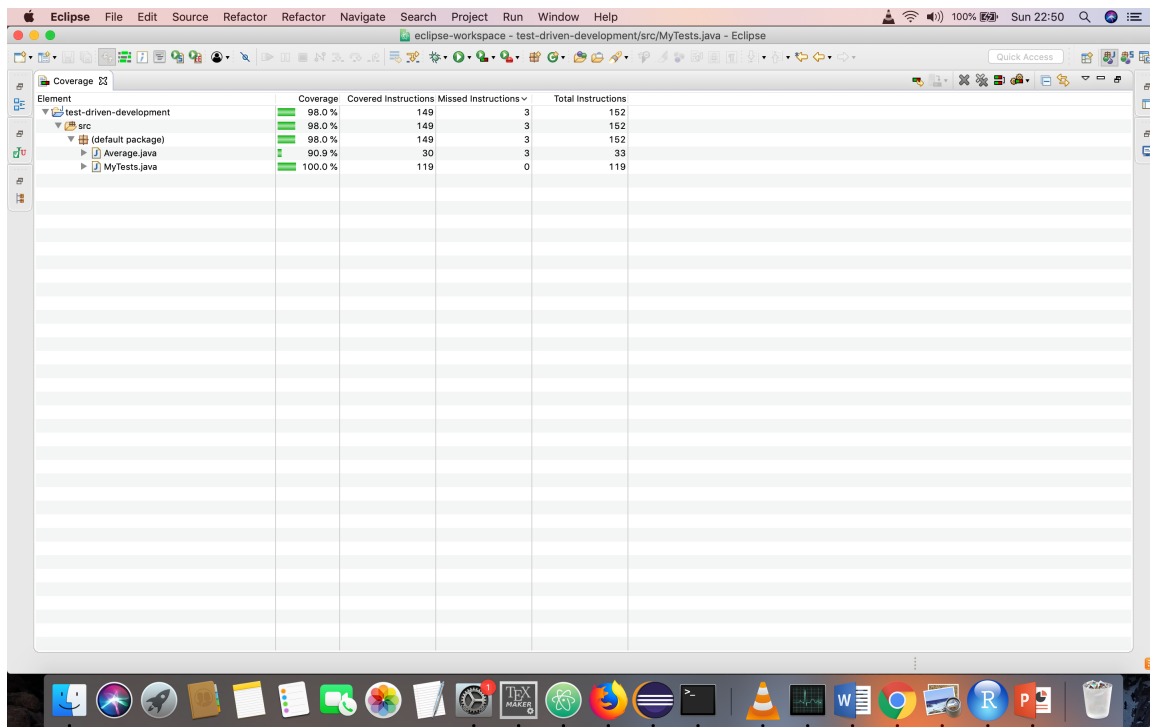 Eclipse File Edit Source Refactor Refactor Navigate Search Project Run Window Help 100% Sun 22:50
eclipse-workspace - test-driven-development/src/MyTests.java - Eclipse
Quick Access
Coverage
Element Coverage Covered Instructions Missed Instructions Total Instructions
test-driven-development 98.0 % 149 3 152
src 98.0 % 149 3 152
(default package) 98.0 % 149 3 152
Average.java 90.9 % 30 3 33
MyTests.java 100.0 % 119 0 119
1
TEX
MAKER
W
R
P